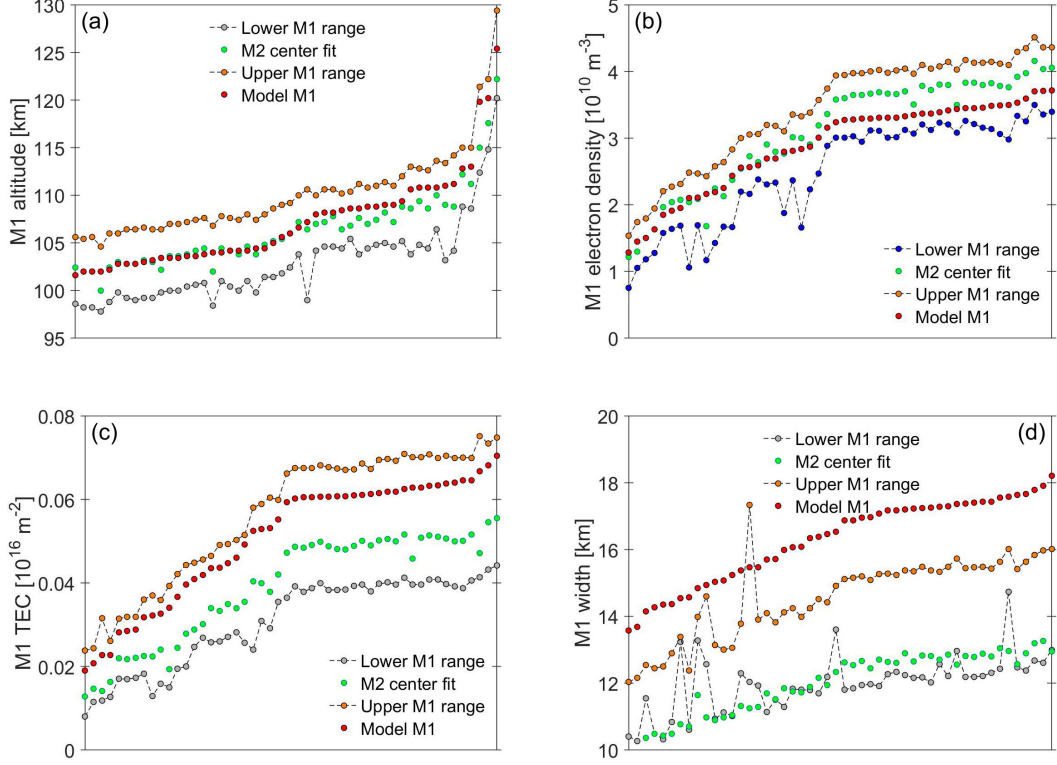 (a)
M1 altitude [km]
130
125
120
115
110
105
100
95
Lower M1 range
M2 center fit
Upper M1 range
Model M1
(b)
M1 electron density [10^10 m^-3]
5
4
3
2
1
0
Lower M1 range
M2 center fit
Upper M1 range
Model M1
(c)
M1 TEC [10^16 m^-2]
0.08
0.06
0.04
0.02
0
Lower M1 range
M2 center fit
Upper M1 range
Model M1
(d)
M1 width [km]
20
18
16
14
12
10
Lower M1 range
M2 center fit
Upper M1 range
Model M1